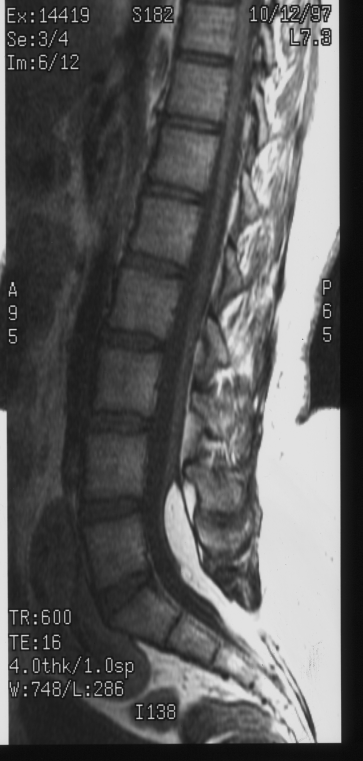 Ex:14419
Se:3/4
Im:6/12
S182
10/12/97
L7.3
A
9
5
P
6
5
TR:600
TE:16
4.0thk/1.0sp
W:748/L:286
I138